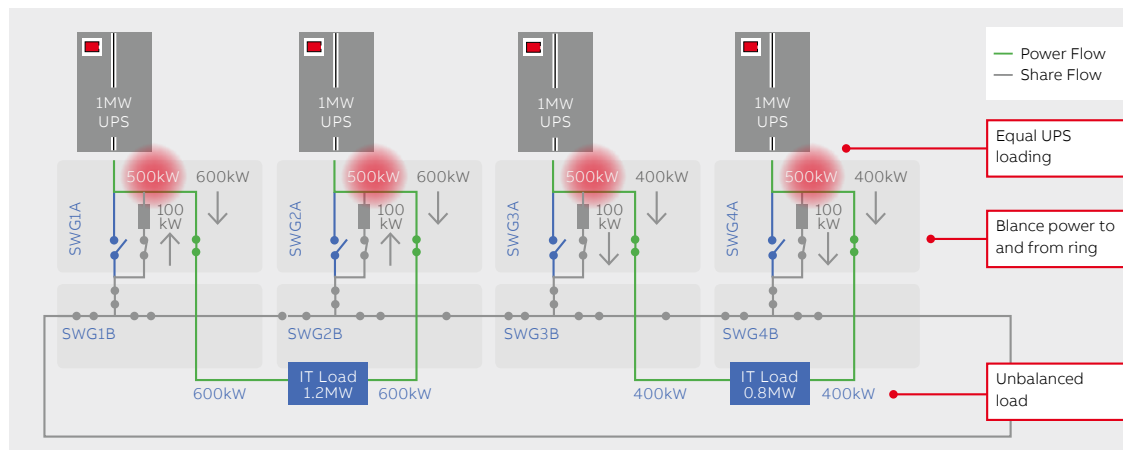 1MW
UPS
1MW
UPS
1MW
UPS
1MW
UPS
Power Flow
Share Flow
Equal UPS
loading
500kW
600kW
500kW
600kW
500kW
400kW
500kW
400kW
SWG1A
100
kW
SWG2A
100
kW
SWG3A
100
kW
SWG4A
100
kW
Blance power to
and from ring
SWG1B
SWG2B
SWG3B
SWG4B
600kW
IT Load
1.2MW
600kW
400kW
IT Load
0.8MW
400kW
Unbalanced
load